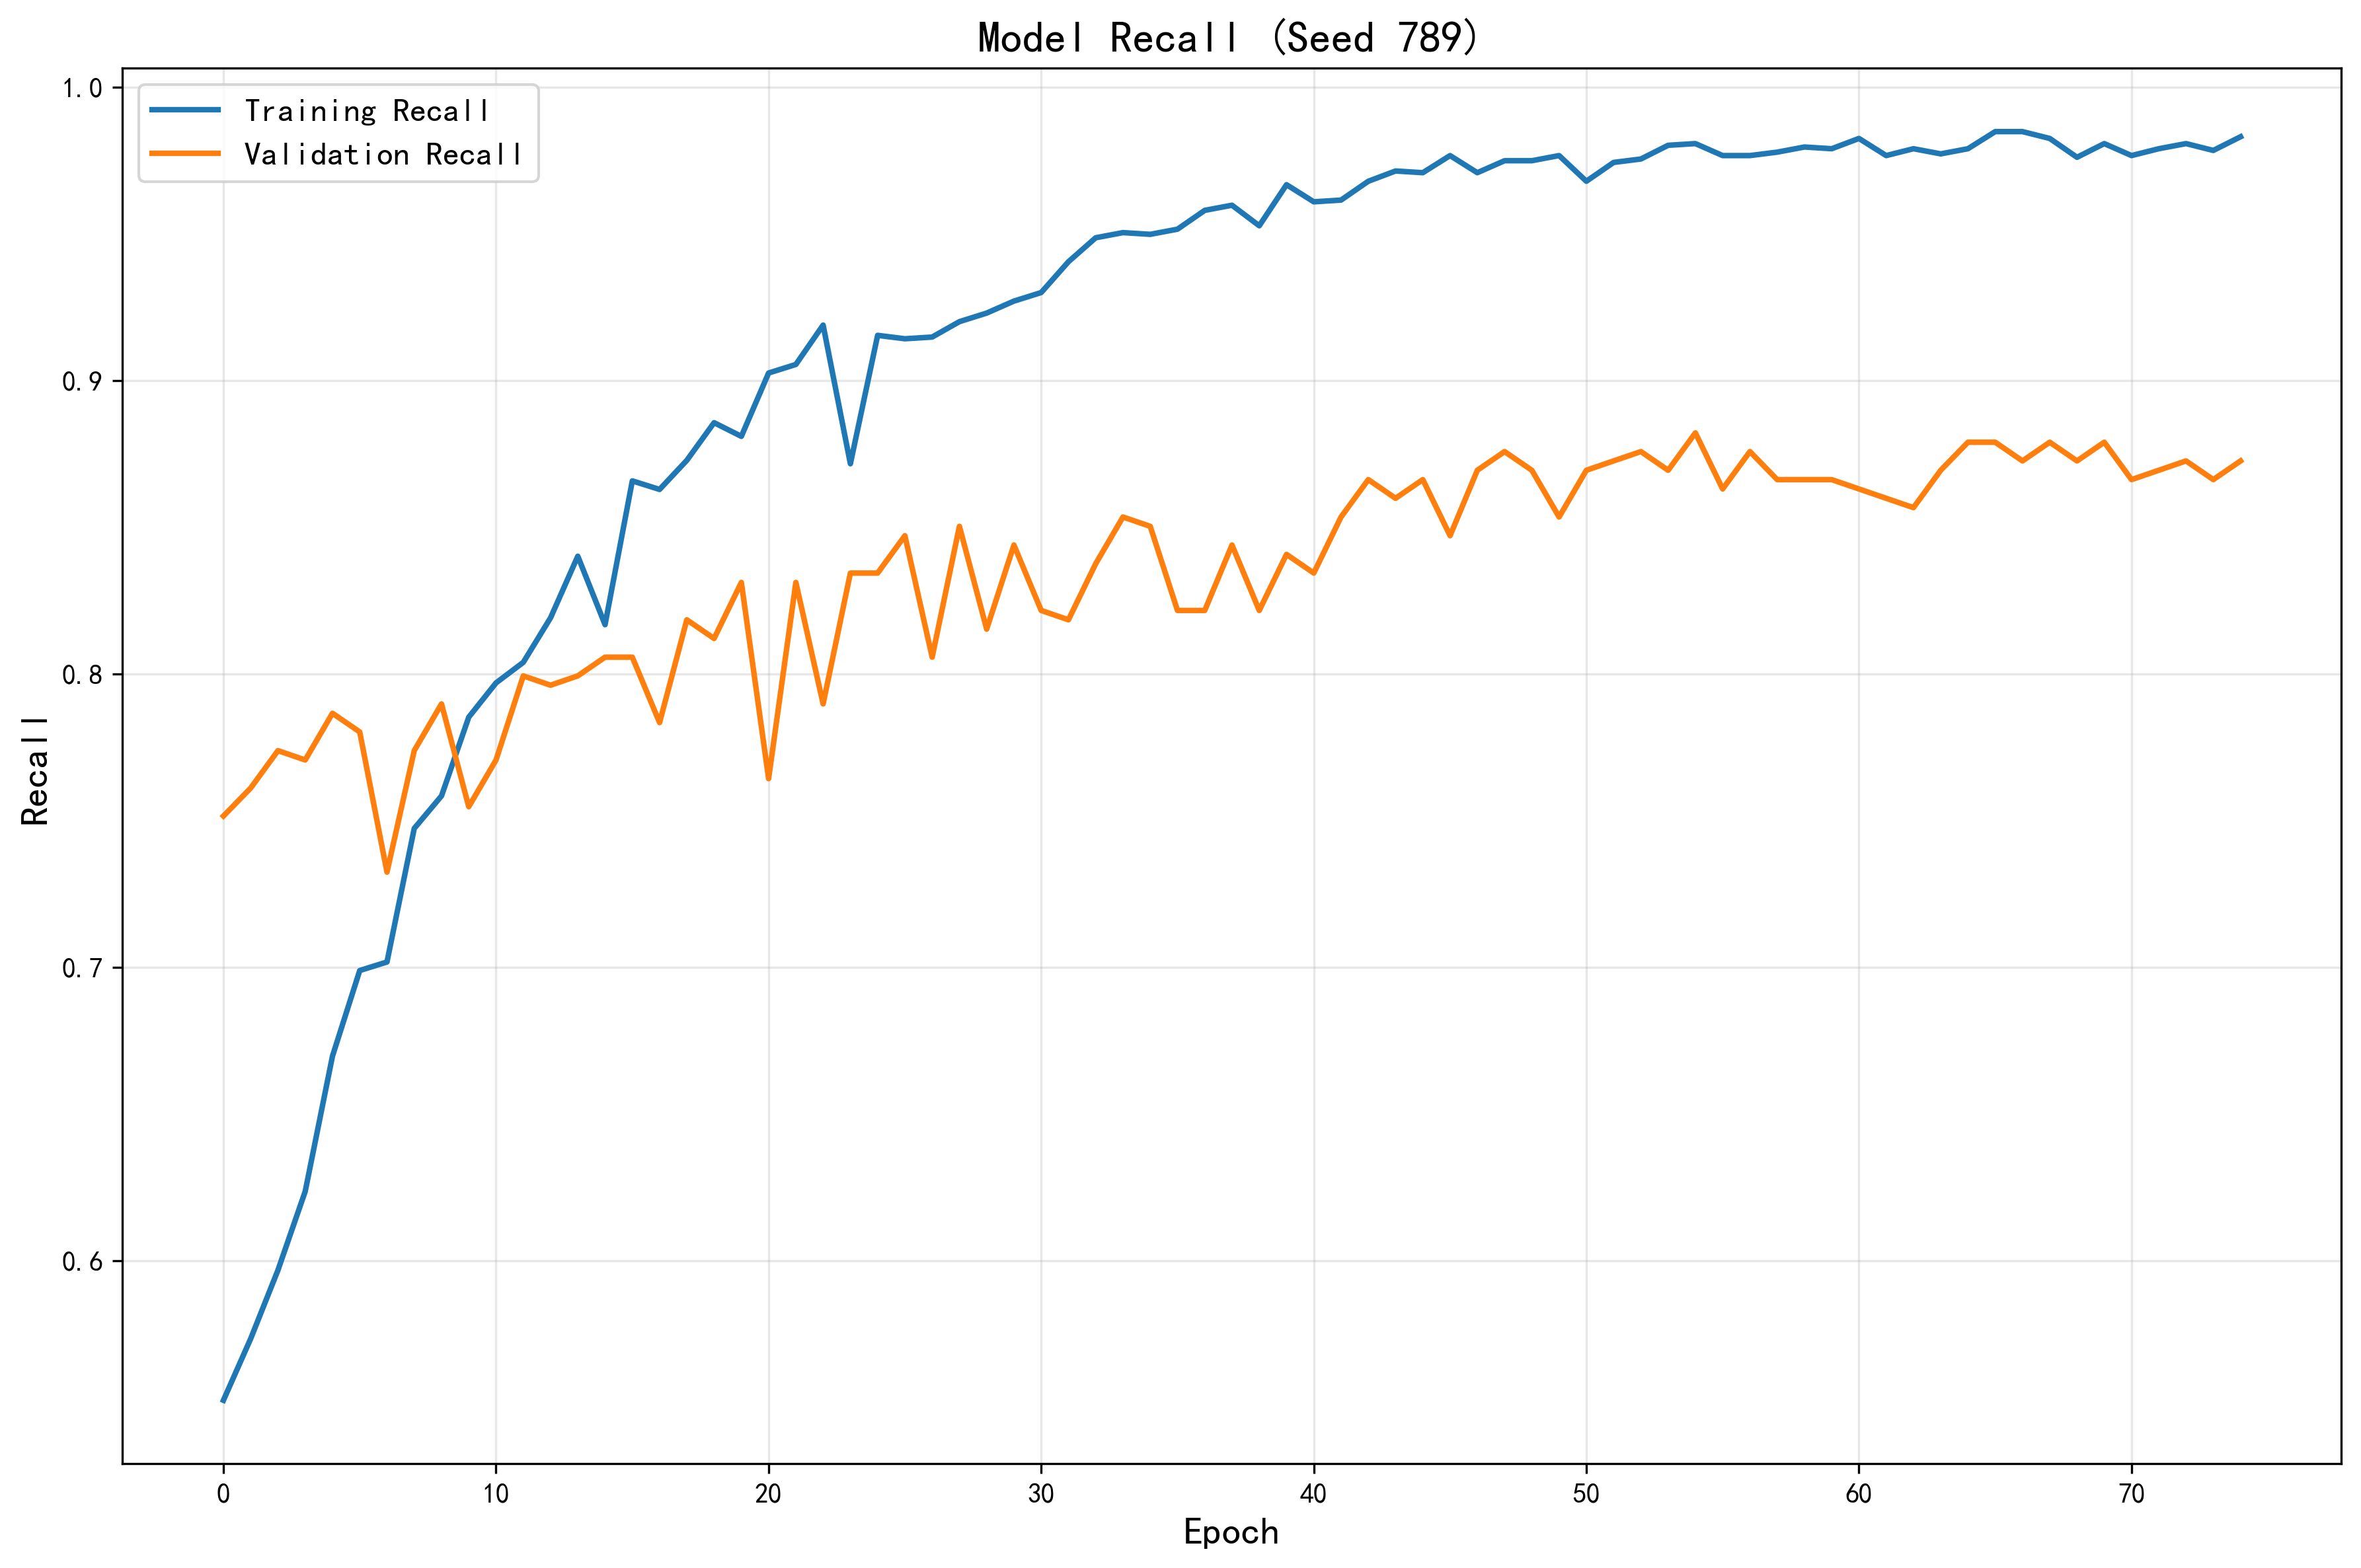 Model Recall (Seed 789)
Training Recall
Validation Recall
1.0
0.9
0.8
0.7
0.6
Recall
0
10
20
30
40
50
60
70
Epoch